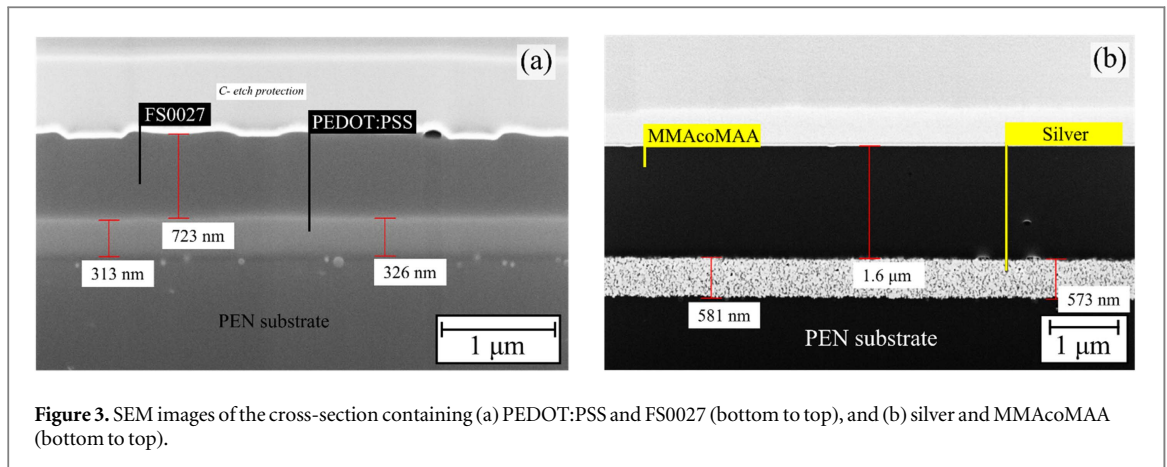 (a)
C- etch protection
FS0027
PEDOT:PSS
723 nm
313 nm
326 nm
PEN substrate
1 μm
(b)
MMAcoMAA
Silver
1.6 μm
581 nm
573 nm
PEN substrate
1 μm
Figure 3. SEM images of the cross-section containing (a) PEDOT:PSS and FS0027 (bottom to top), and (b) silver and MMAcoMAA
(bottom to top).